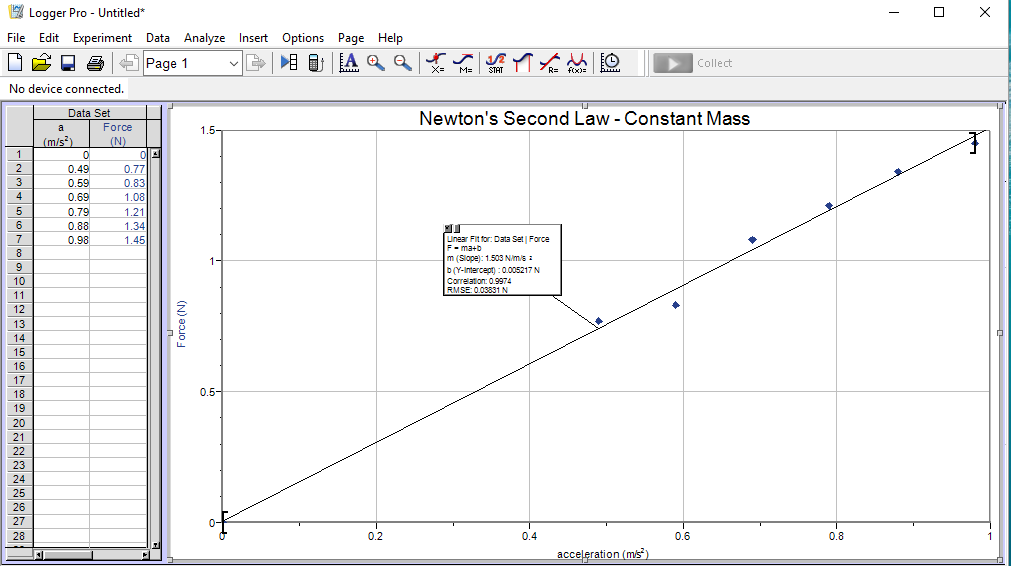 Logger Pro - Untitled*
File Edit Experiment Data Analyze Insert Options Page Help
Page 1
X=
M=
1/2
STAT
R=
f(x)=
Collect
No device connected.
Data Set
a Force
(m/s²) (N)
1 0 0
2 0.49 0.77
3 0.59 0.83
4 0.69 1.08
5 0.79 1.21
6 0.88 1.34
7 0.98 1.45
8
9
10
11
12
13
14
15
16
17
18
19
20
21
22
23
24
25
26
27
28
Newton's Second Law - Constant Mass
1.5
1
0.5
0
Force (N)
Linear Fit for: Data Set | Force
F = ma+b
m (Slope): 1.503 N/m/s ²
b (Y-Intercept) : 0.005217 N
Correlation: 0.9974
RMSE: 0.03831 N
0 0.2 0.4 0.6 0.8 1
acceleration (m/s²)